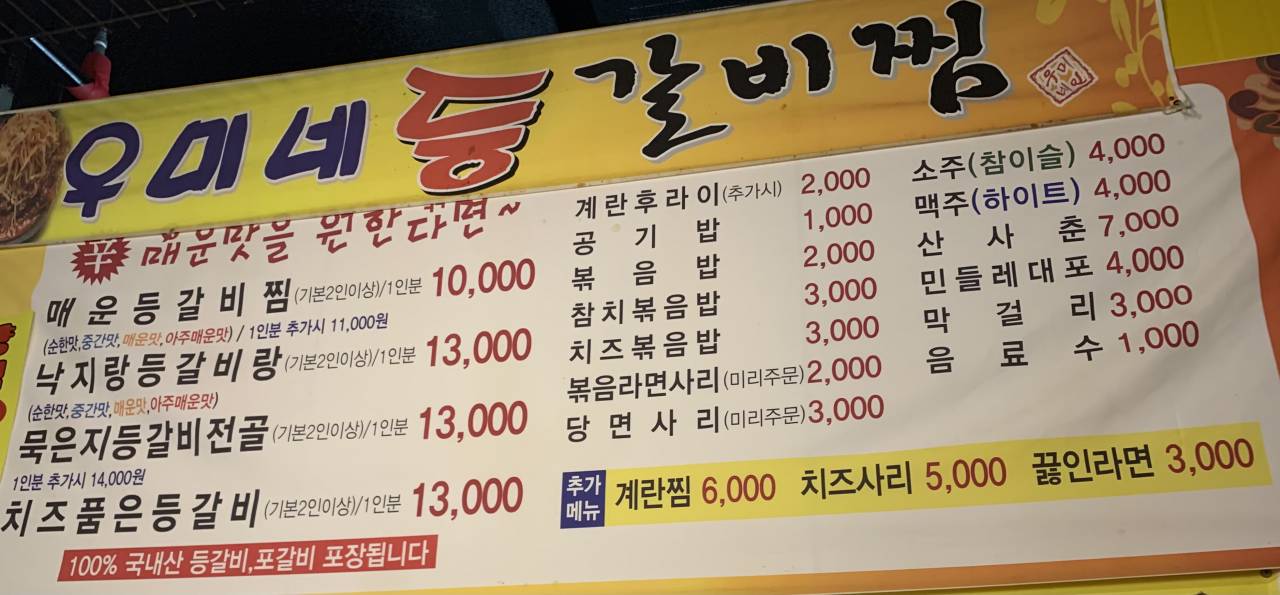 우미네 등갈비찜
우미네
매운맛을 원한다면~
매운등갈비찜(기본2인이상)/1인분 10,000
(순한맛,중간맛,매운맛,아주매운맛) / 1인분 추가시 11,000원
낙지랑등갈비랑(기본2인이상)/1인분 13,000
(순한맛,중간맛,매운맛,아주매운맛)
묵은지등갈비전골(기본2인이상)/1인분 13,000
1인분 추가시 14,000원
치즈품은등갈비(기본2인이상)/1인분 13,000
100% 국내산 등갈비,포갈비 포장됩니다
계란후라이(추가시) 2,000
공기밥 1,000
볶음밥 2,000
참치볶음밥 3,000
치즈볶음밥 3,000
볶음라면사리(미리주문) 2,000
당면사리(미리주문) 3,000
소주(참이슬) 4,000
맥주(하이트) 4,000
산사춘 7,000
민들레대포 4,000
막걸리 3,000
음료수 1,000
추가메뉴 계란찜 6,000 치즈사리 5,000 끓인라면 3,000